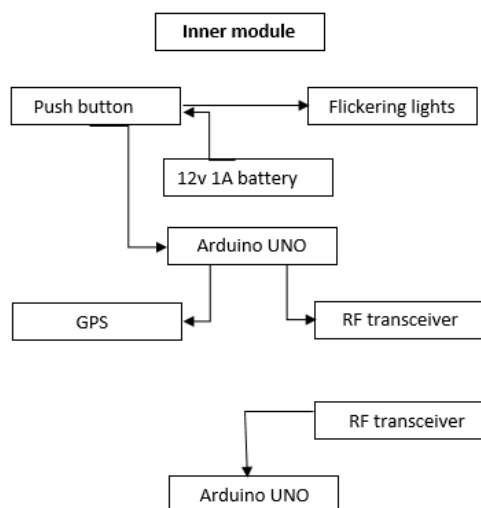 Inner module
Push button
Flickering lights
12v 1A battery
Arduino UNO
GPS
RF transceiver
RF transceiver
Arduino UNO